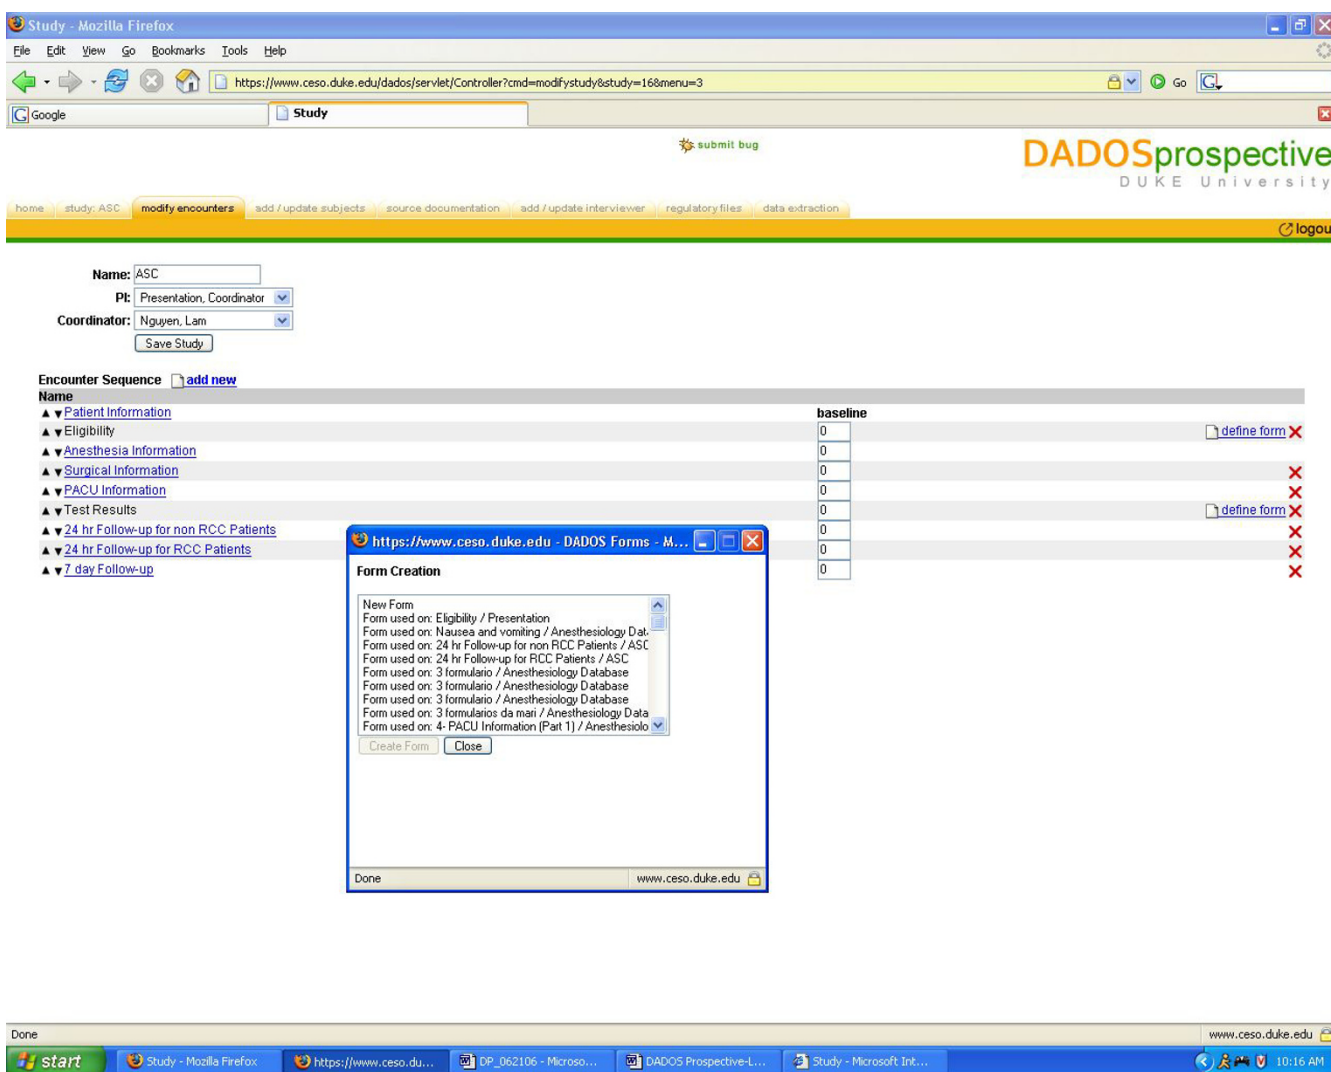 Study - Mozilla Firefox
File Edit View Go Bookmarks Tools Help
https://www.ceso.duke.edu/dados/servlet/Controller?cmd=modifystudy&study=16&menu=3 Go G
Google Study
submit bug
DADOSprospective
DUKE University
home study: ASC modify encounters add / update subjects source documentation add / update interviewer regulatory files data extraction
logou
Name: ASC
PI: Presentation, Coordinator
Coordinator: Nguyen, Lam
Save Study
Encounter Sequence add new
Name
Patient Information baseline
Eligibility 0 define form
Anesthesia Information 0
Surgical Information 0
PACU Information 0
Test Results 0 define form
24 hr Follow-up for non RCC Patients 0
24 hr Follow-up for RCC Patients 0
7 day Follow-up 0
https://www.ceso.duke.edu - DADOS Forms - M...
Form Creation
New Form
Form used on: Eligibility / Presentation
Form used on: Nausea and vomiting / Anesthesiology Dat
Form used on: 24 hr Follow-up for non RCC Patients / ASC
Form used on: 24 hr Follow-up for RCC Patients / ASC
Form used on: 3 formulario / Anesthesiology Database
Form used on: 3 formulario / Anesthesiology Database
Form used on: 3 formulario / Anesthesiology Database
Form used on: 3 formularios da mari / Anesthesiology Data
Form used on: 4- PACU Information (Part 1) / Anesthesiolo
Create Form Close
Done www.ceso.duke.edu
Done www.ceso.duke.edu
start Study - Mozilla Firefox https://www.ceso.du... DP_062106 - Microso... DADOS Prospective-L... Study - Microsoft Int... 10:16 AM